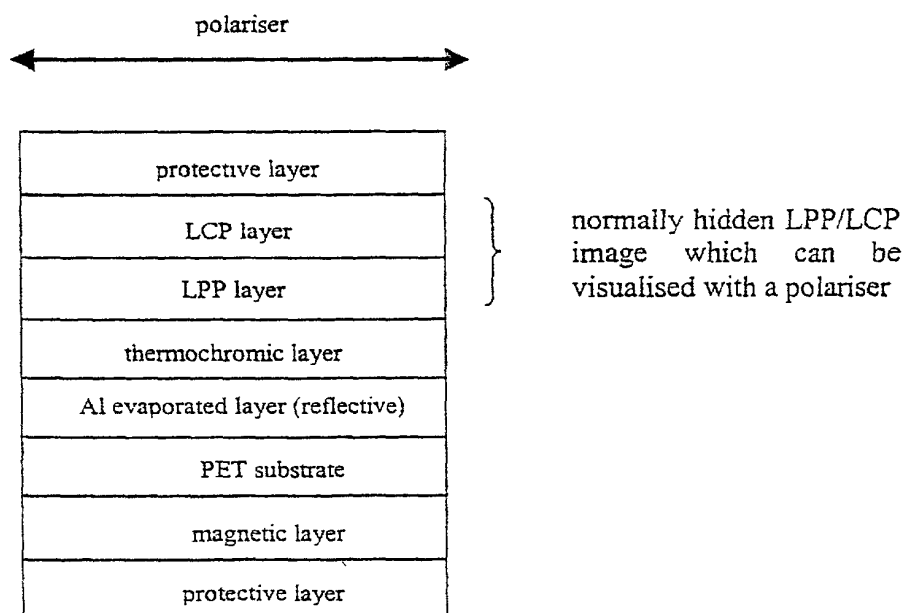 polariser
protective layer
LCP layer
LPP layer
thermochromic layer
Al evaporated layer (reflective)
PET substrate
magnetic layer
protective layer
normally hidden LPP/LCP
image which can be
visualised with a polariser